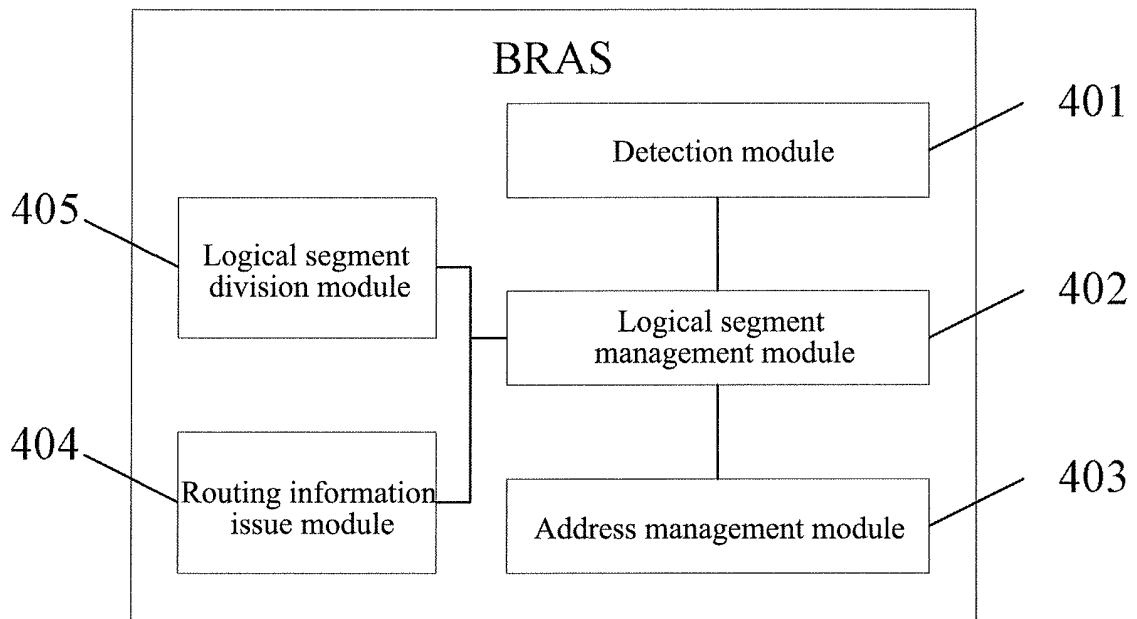 BRAS
401
Detection module
405
Logical segment
division module
402
Logical segment
management module
404
Routing information
issue module
403
Address management module